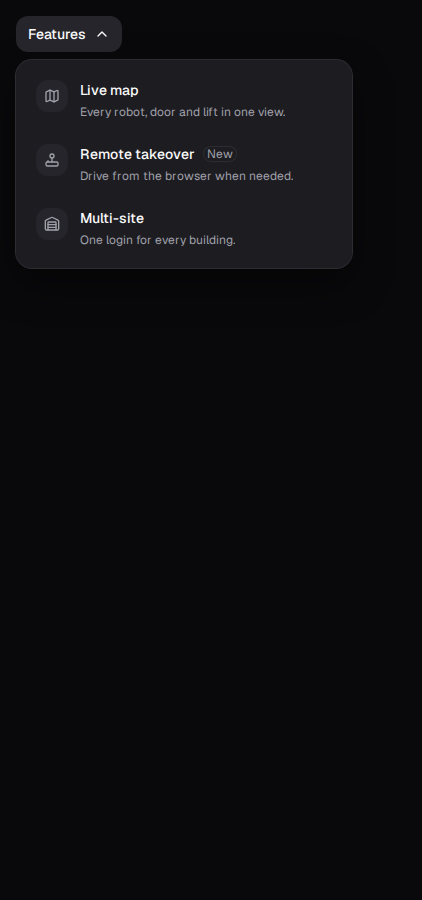 Features
Live map
Every robot, door and lift in one view.
Remote takeover New
Drive from the browser when needed.
Multi-site
One login for every building.